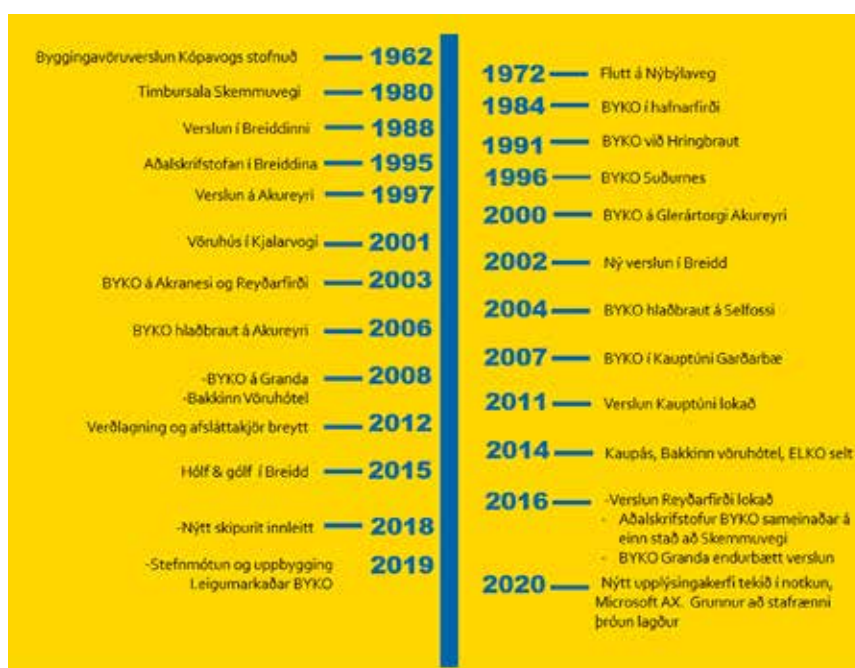 Byggingavöruverslun Kópavogs stofnuð 1962
Timbursala Skemmuvegi 1980
Verslun í Breiddinni 1988
Aðalskrifstofan í Breiddina 1995
Verslun á Akureyri 1997
Vöruhús í Kjalarvogi 2001
BYKO á Akranesi og Reyðarfirði 2003
BYKO hlaðbraut á Akureyri 2006
-BYKO á Granda 2008
-Bakkinn Vöruhótel
Verðlagning og afsláttakjör breytt 2012
Hólf & gólf í Breidd 2015
-Nýtt skipurit innleitt 2018
-Stefnmótun og uppbygging 2019
Leigumarkaðar BYKO
1972 Flutt á Nýbýlaveg
1984 BYKO í hafnarfirði
1991 BYKO við Hringbraut
1996 BYKO Suðurnes
2000 BYKO á Glerártorgi Akureyri
2002 Ný verslun í Breidd
2004 BYKO hlaðbraut á Selfossi
2007 BYKO í Kauptúni Garðarbæ
2011 Verslun Kauptúni lokað
2014 Kaupás, Bakkinn vöruhótel, ELKO selt
2016 -Verslun Reyðarfirði lokað
- Aðalskrifstofur BYKO sameinaðar á
einn stað að Skemmuvegi
- BYKO Granda endurbætt verslun
2020 Nýtt upplýsingakerfi tekið í notkun,
Microsoft AX. Grunnur að stafrænni
þróun lagður